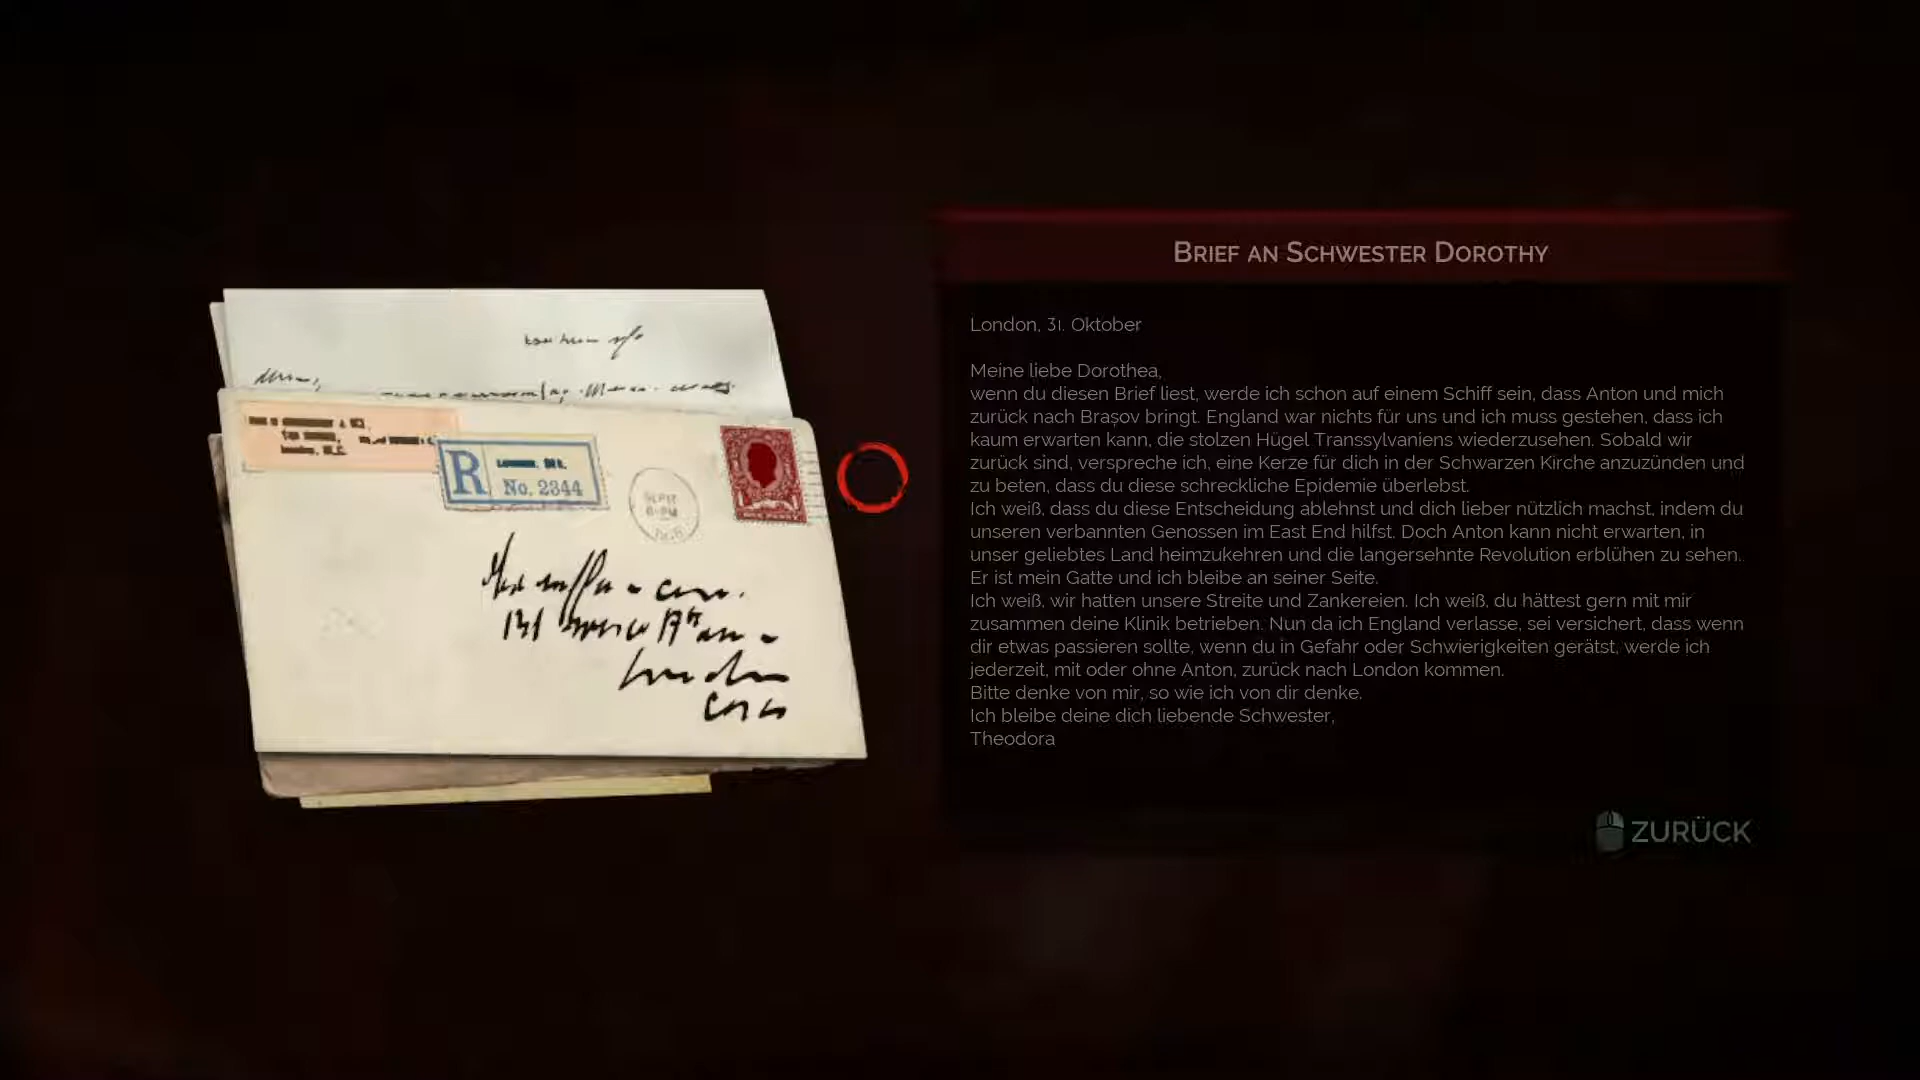 BRIEF AN SCHWESTER DOROTHY
London, 31. Oktober
Meine liebe Dorothea,
wenn du diesen Brief liest, werde ich schon auf einem Schiff sein, dass Anton und mich
zurück nach Brașov bringt. England war nichts für uns und ich muss gestehen, dass ich
kaum erwarten kann, die stolzen Hügel Transsylvaniens wiederzusehen. Sobald wir
zurück sind, verspreche ich, eine Kerze für dich in der Schwarzen Kirche anzuzünden und
zu beten, dass du diese schreckliche Epidemie überlebst.
Ich weiß, dass du diese Entscheidung ablehnst und dich lieber nützlich machst, indem du
unseren verbannten Genossen im East End hilfst. Doch Anton kann nicht erwarten, in
unser geliebtes Land heimzukehren und die langersehnte Revolution erblühen zu sehen.
Er ist mein Gatte und ich bleibe an seiner Seite.
Ich weiß, wir hatten unsere Streite und Zankereien. Ich weiß, du hättest gern mit mir
zusammen deine Klinik betrieben. Nun da ich England verlasse, sei versichert, dass wenn
dir etwas passieren sollte, wenn du in Gefahr oder Schwierigkeiten gerätst, werde ich
jederzeit, mit oder ohne Anton, zurück nach London kommen.
Bitte denke von mir, so wie ich von dir denke.
Ich bleibe deine dich liebende Schwester,
Theodora
R
No. 2344
ZURÜCK